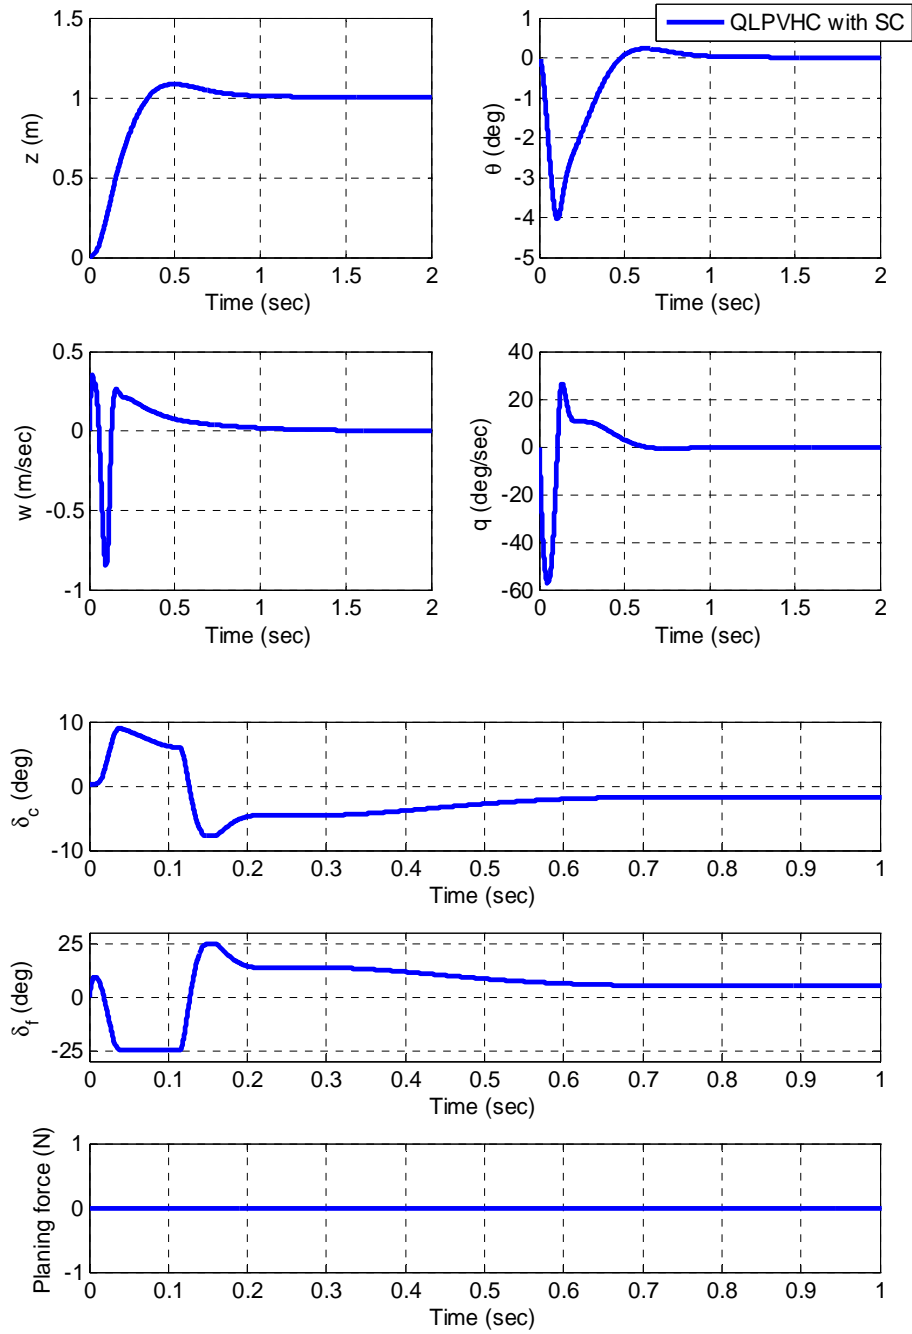 QLPVHC with SC
1.5
1
0.5
0
z (m)
0 0.5 1 1.5 2
Time (sec)
0
-1
-2
-3
-4
-5
θ (deg)
0 0.5 1 1.5 2
Time (sec)
0.5
0
-0.5
-1
w (m/sec)
0 0.5 1 1.5 2
Time (sec)
40
20
0
-20
-40
-60
q (deg/sec)
0 0.5 1 1.5 2
Time (sec)
10
0
-10
δc (deg)
0 0.1 0.2 0.3 0.4 0.5 0.6 0.7 0.8 0.9 1
Time (sec)
25
0
-25
δf (deg)
0 0.1 0.2 0.3 0.4 0.5 0.6 0.7 0.8 0.9 1
Time (sec)
1
0
-1
Planing force (N)
0 0.1 0.2 0.3 0.4 0.5 0.6 0.7 0.8 0.9 1
Time (sec)